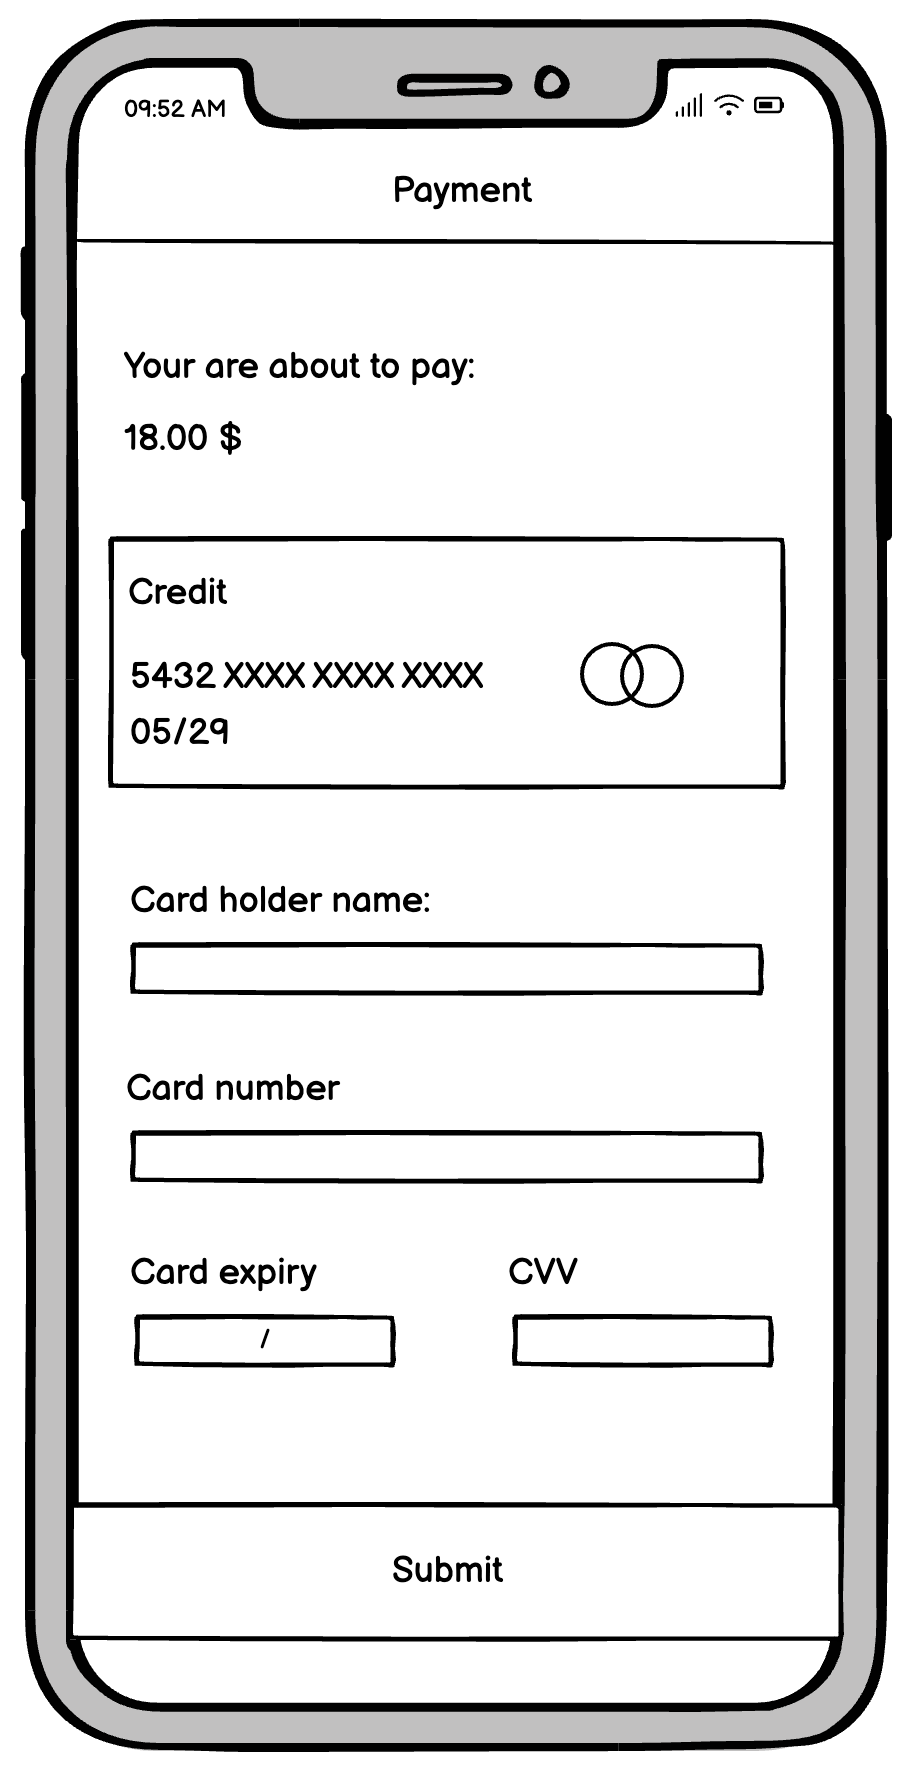 09:52 AM
Payment
Your are about to pay:
18.00 $
Credit
5432 XXXX XXXX XXXX
05/29
Card holder name:
Card number
Card expiry CVV
/
Submit